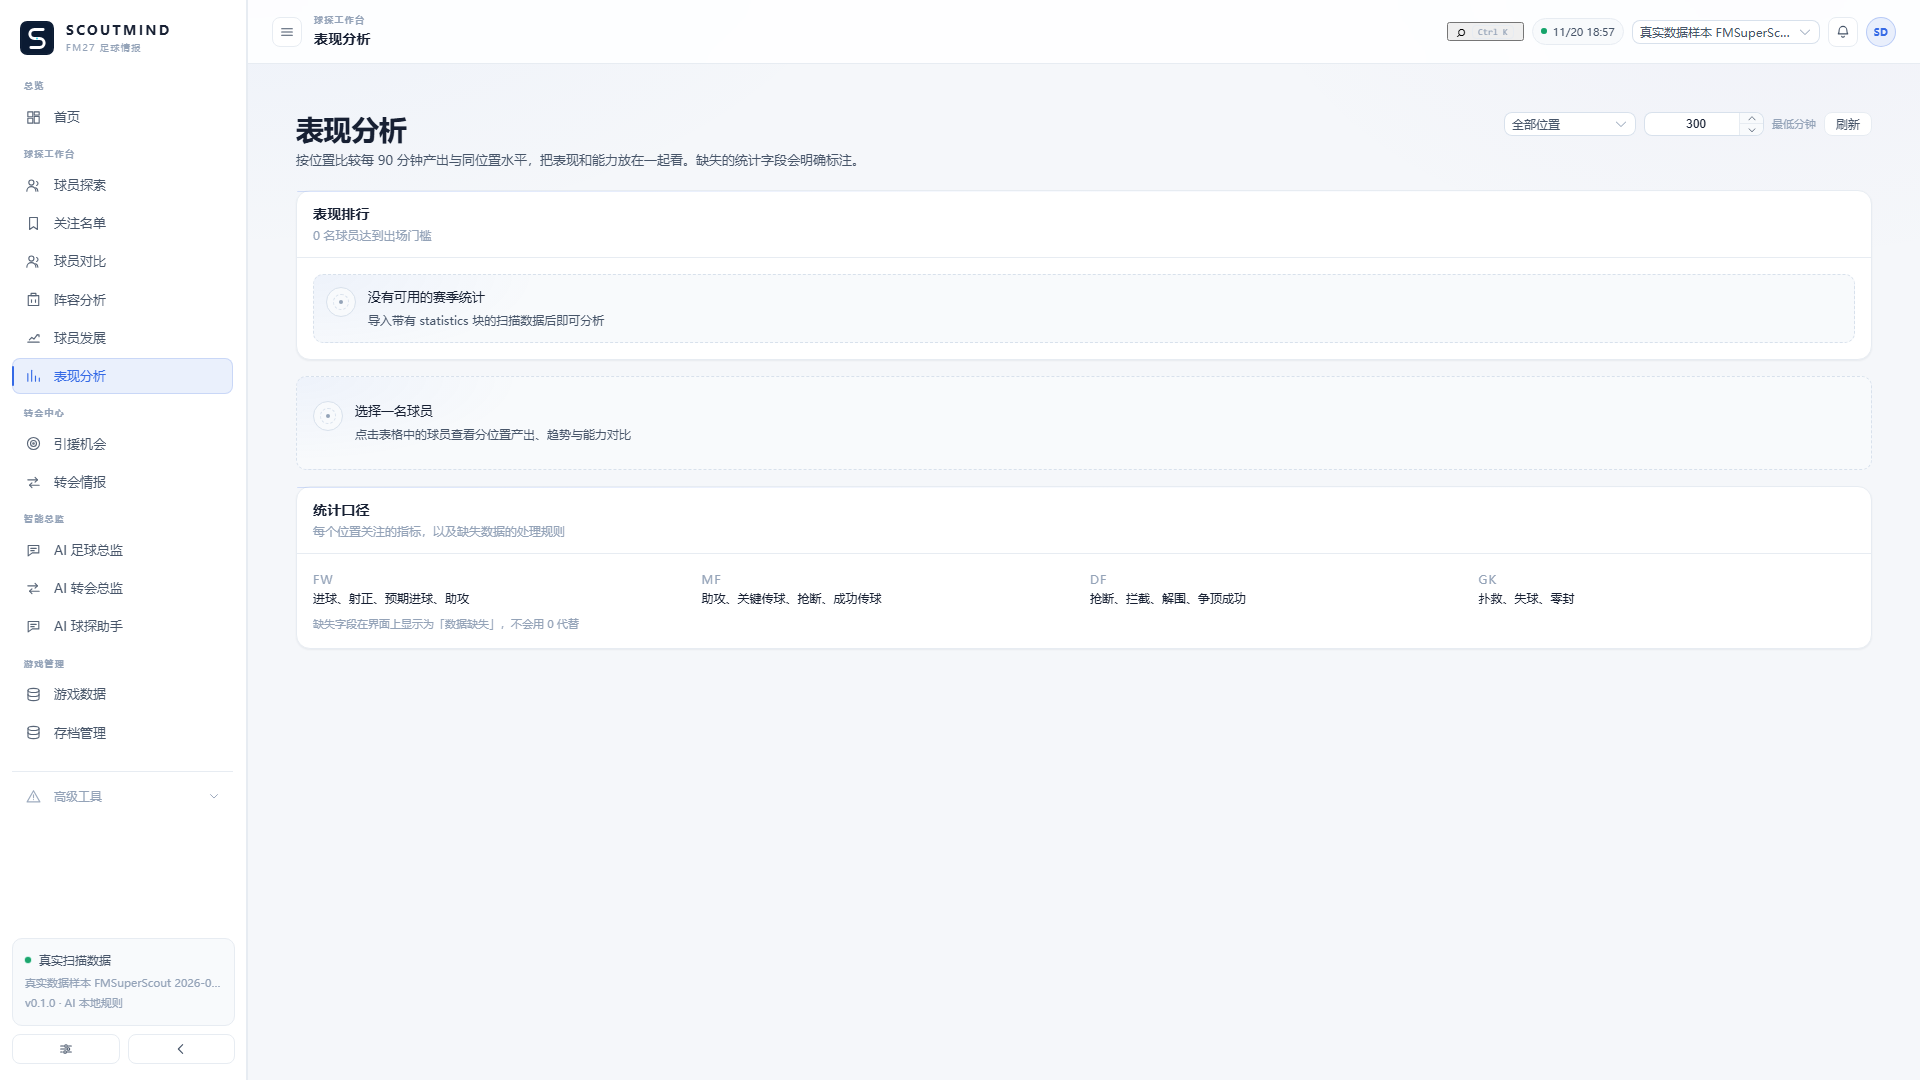 SCOUTMIND
FM27 足球情报
总览
首页
球探工作台
球员探索
关注名单
球员对比
阵容分析
球员发展
表现分析
转会中心
引援机会
转会情报
智能总监
AI 足球总监
AI 转会总监
AI 球探助手
游戏管理
游戏数据
存档管理
高级工具
真实扫描数据
真实数据样本 FMSuperScout 2026-0...
v0.1.0 · AI 本地规则
球探工作台
表现分析
Ctrl K
11/20 18:57
真实数据样本 FMSuperSc...
SD
表现分析
按位置比较每 90 分钟产出与同位置水平，把表现和能力放在一起看。缺失的统计字段会明确标注。
全部位置
300
最低分钟
刷新
表现排行
0 名球员达到出场门槛
没有可用的赛季统计
导入带有 statistics 块的扫描数据后即可分析
选择一名球员
点击表格中的球员查看分位置产出、趋势与能力对比
统计口径
每个位置关注的指标，以及缺失数据的处理规则
FW
进球、射正、预期进球、助攻
MF
助攻、关键传球、抢断、成功传球
DF
抢断、拦截、解围、争顶成功
GK
扑救、失球、零封
缺失字段在界面上显示为「数据缺失」，不会用 0 代替